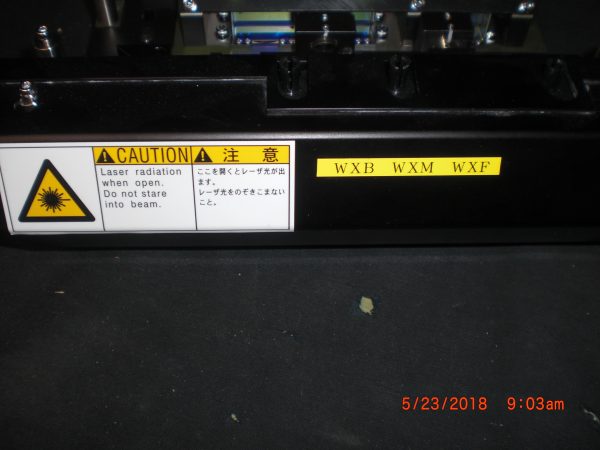 CAUTION
Laser radiation
when open.
Do not stare
into beam.
注 意
ここを開くとレーザ光が出
ます。
レーザ光をのぞきこまない
こと。
WXB WXM WXF
5/23/2018 9:03am